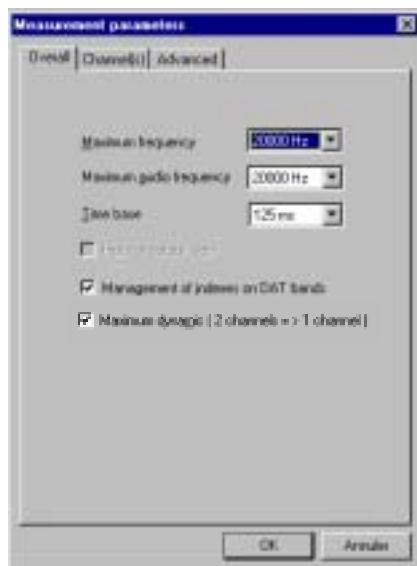 Measurement parameters
Overall Channel(s) Advanced
Maximum frequency 20000 Hz
Maximum audio frequency 20000 Hz
Time base 125 ms
Management of indexes on DAT bands
Maximum dynamic ( 2 channels = > 1 channel )
OK Annuler